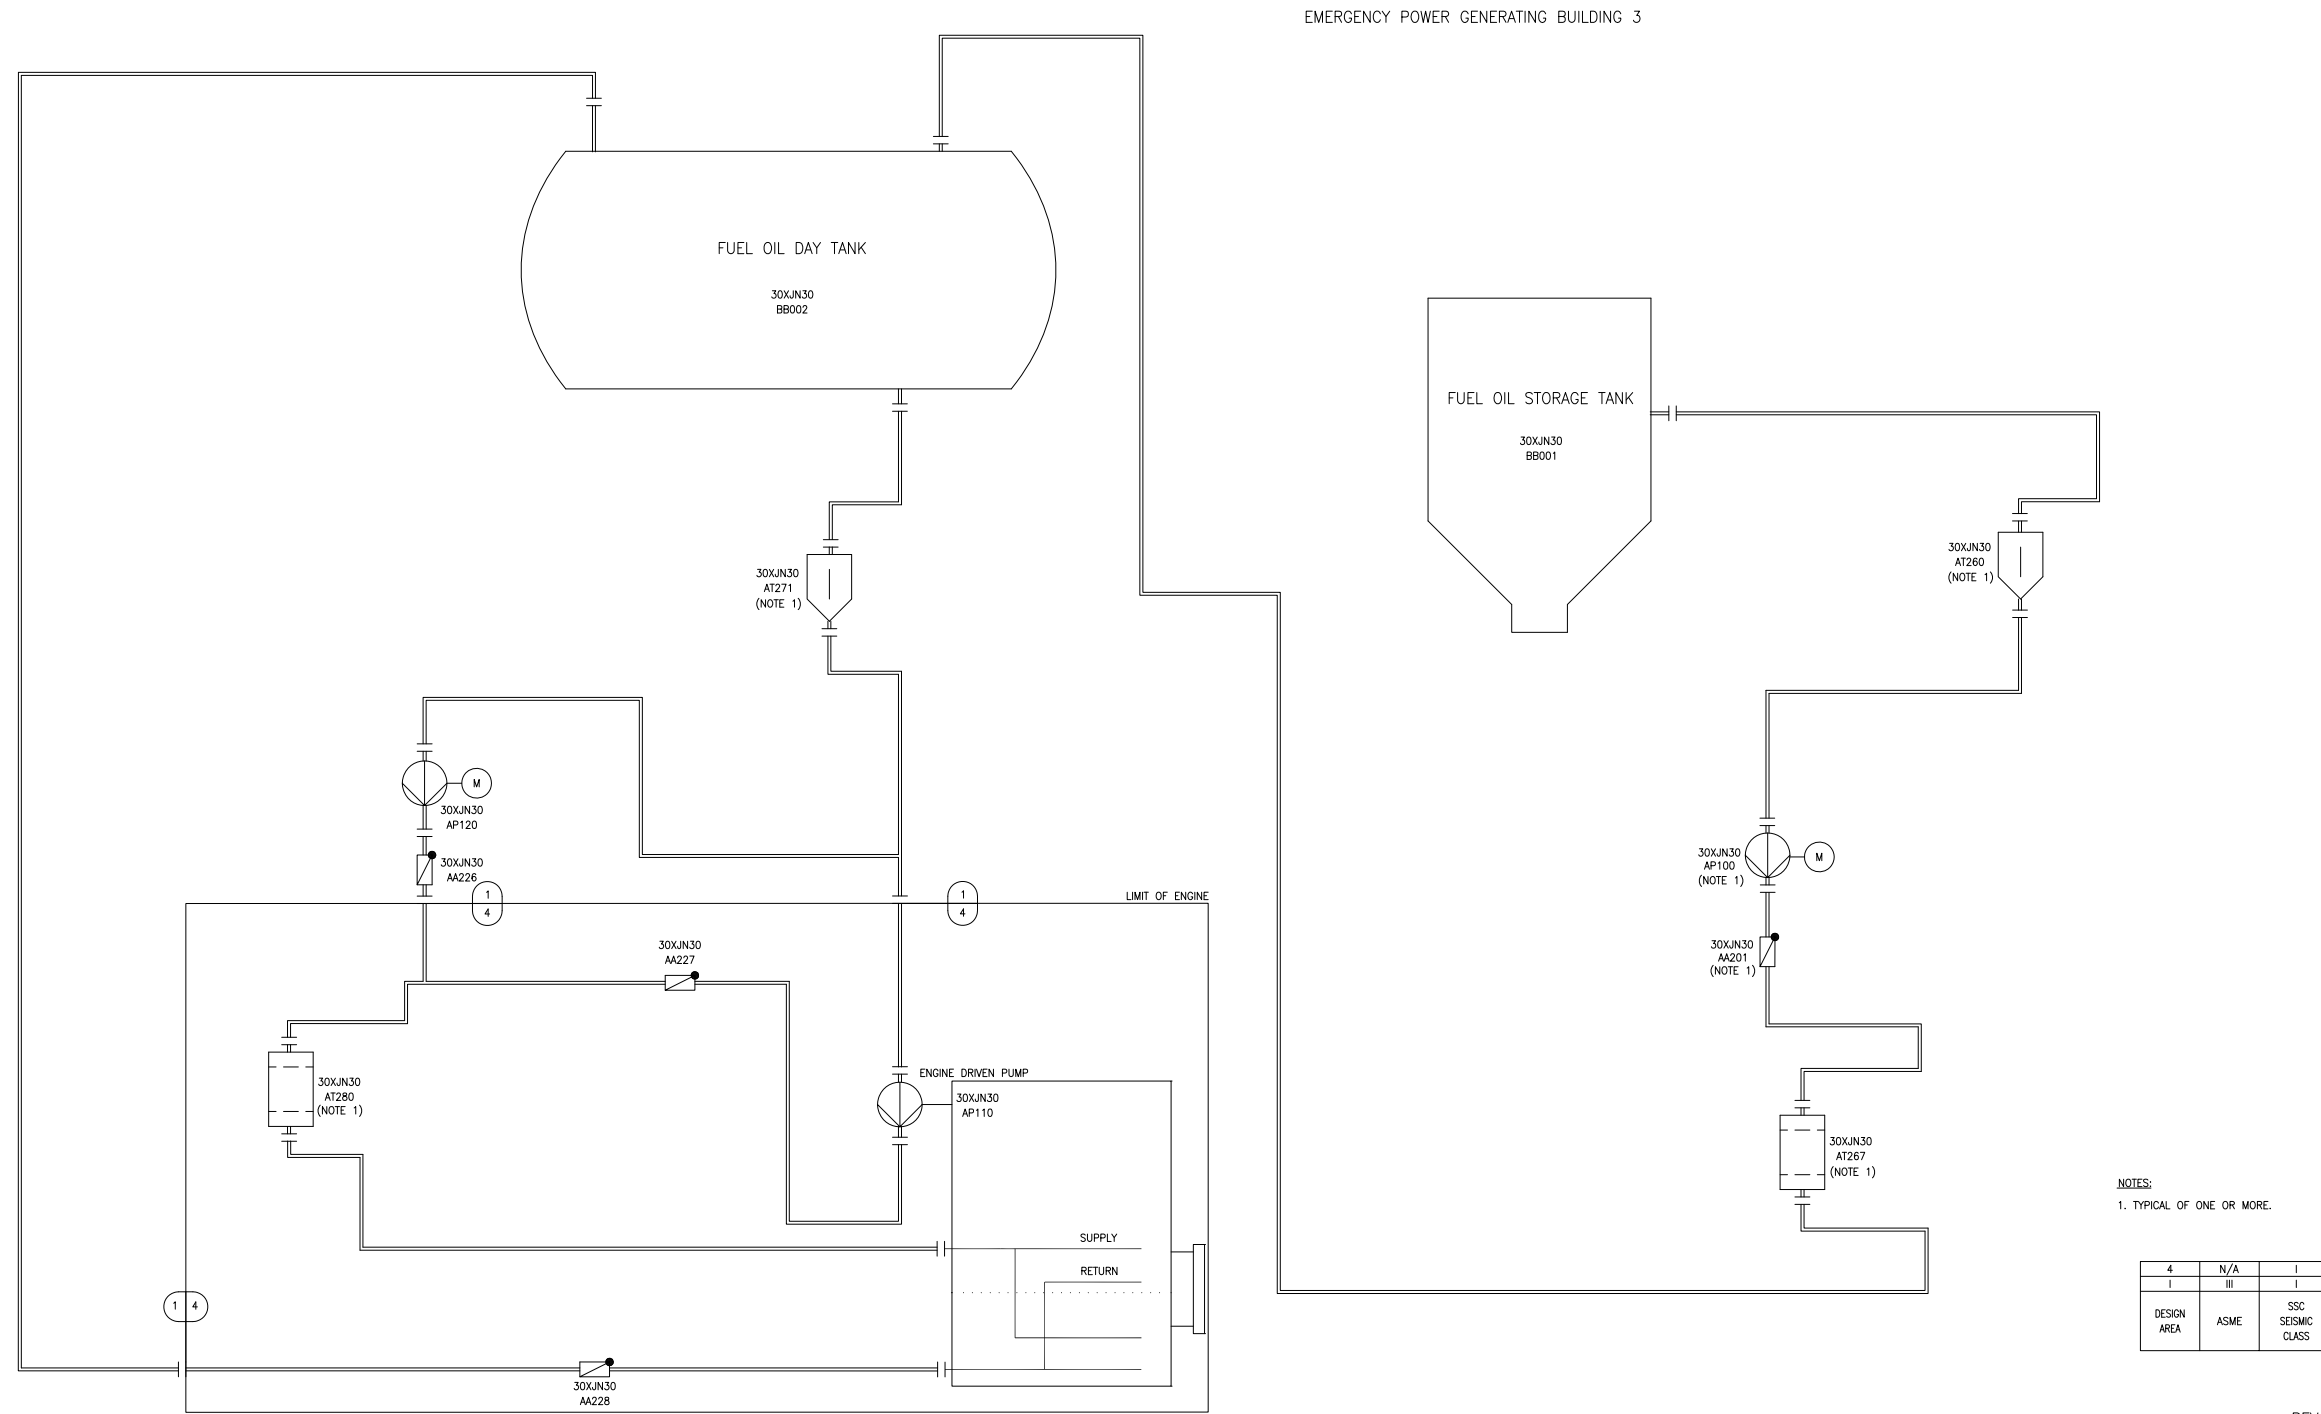 EMERGENCY POWER GENERATING BUILDING 3
FUEL OIL DAY TANK
30XJN30
BB002
FUEL OIL STORAGE TANK
30XJN30
BB001
30XJN30
AT271
(NOTE 1)
30XJN30
AT260
(NOTE 1)
M
30XJN30
AP120
30XJN30
AA226
30XJN30
AP100
(NOTE 1)
M
1
4
1
4
LIMIT OF ENGINE
30XJN30
AA227
30XJN30
AA201
(NOTE 1)
30XJN30
AT280
(NOTE 1)
ENGINE DRIVEN PUMP
30XJN30
AP110
30XJN30
AT267
(NOTE 1)
SUPPLY
RETURN
1 4
30XJN30
AA228
NOTES:
1. TYPICAL OF ONE OR MORE.
4 N/A I
I III I
DESIGN AREA ASME SSC SEISMIC CLASS